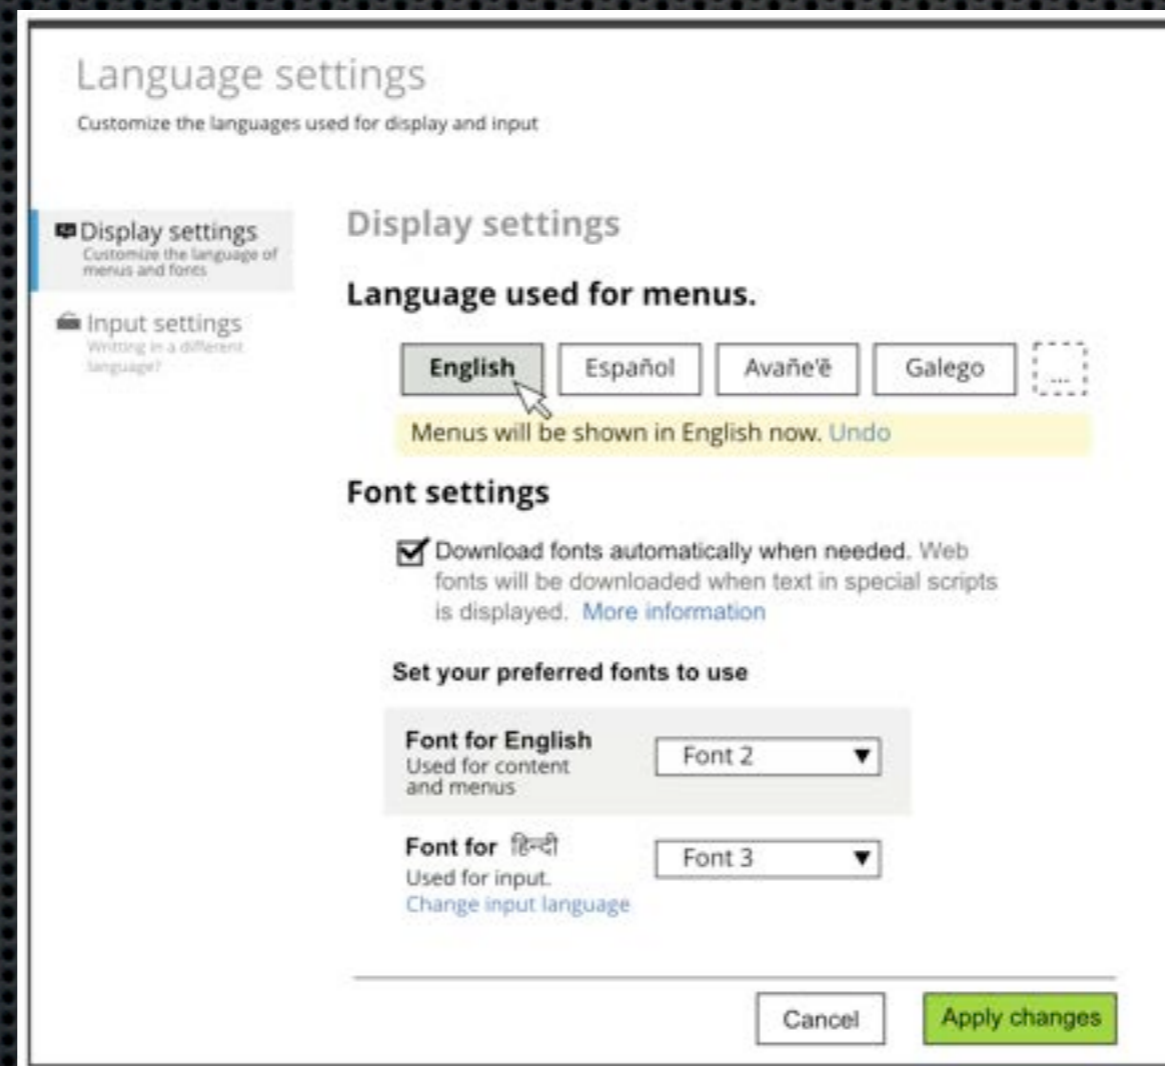 Language settings
Customize the languages used for display and input
Display settings
Customize the language of
menus and fonts
Input settings
Writting in a different
language?
Display settings
Language used for menus.
English
Español
Avañe'ẽ
Galego
...
Menus will be shown in English now. Undo
Font settings
Download fonts automatically when needed. Web
fonts will be downloaded when text in special scripts
is displayed. More information
Set your preferred fonts to use
Font for English
Used for content
and menus
Font 2
Font for हिन्दी
Used for input.
Change input language
Font 3
Cancel
Apply changes